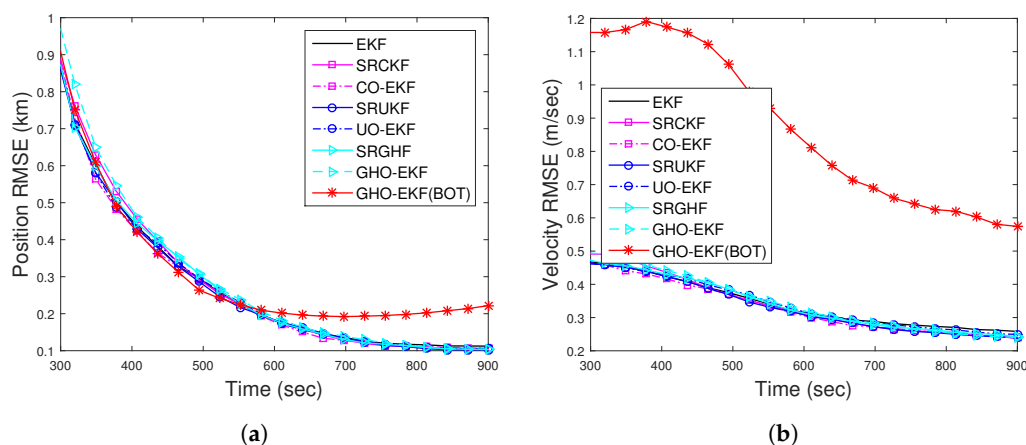 1
0.9
0.8
0.7
0.6
0.5
0.4
0.3
0.2
0.1
Position RMSE (km)
300 400 500 600 700 800 900
Time (sec)
EKF
SRCKF
CO-EKF
SRUKF
UO-EKF
SRGHF
GHO-EKF
GHO-EKF(BOT)
(a)
1.2
1.1
1
0.9
0.8
0.7
0.6
0.5
0.4
0.3
0.2
Velocity RMSE (m/sec)
300 400 500 600 700 800 900
Time (sec)
EKF
SRCKF
CO-EKF
SRUKF
UO-EKF
SRGHF
GHO-EKF
GHO-EKF(BOT)
(b)